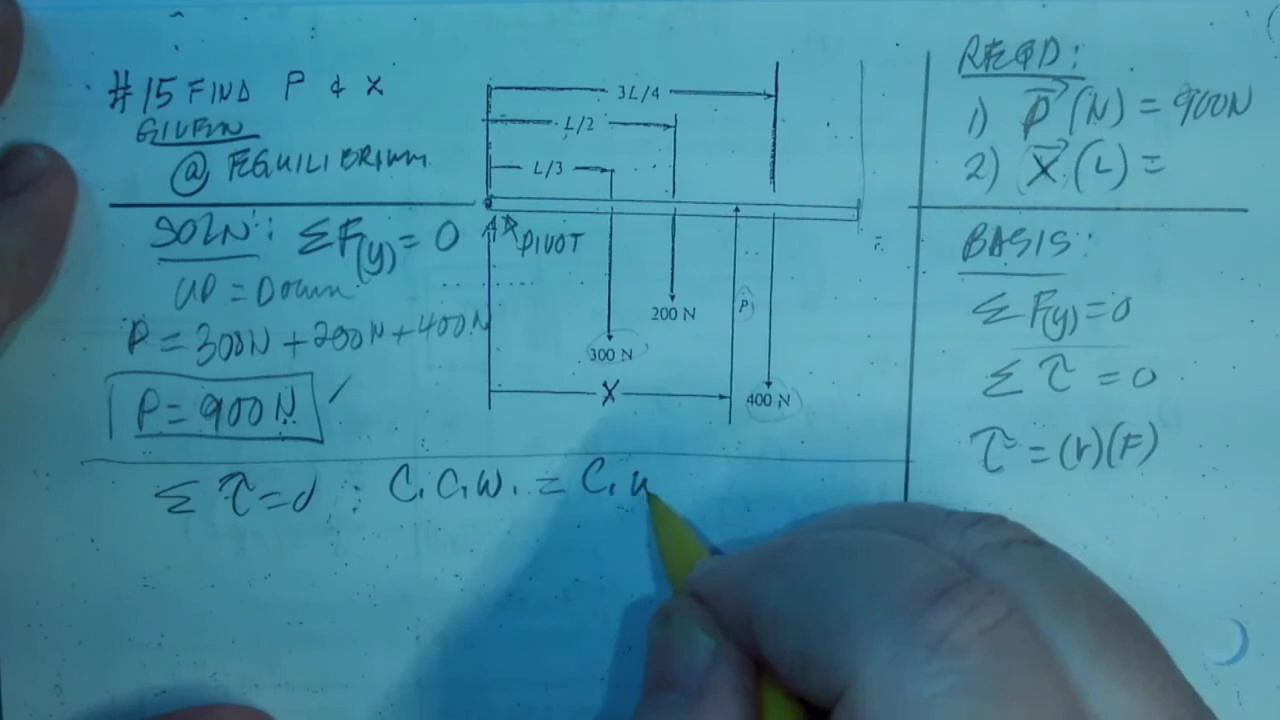 #15 FIND P & X
GIVEN
@ EQUILIBRIUM
3L/4
L/2
L/3
PIVOT
200 N
P
300 N
X
400 N
SOLN: ΣF(y) = 0
UP = Down
P = 300N + 200N + 400N
P = 900N
Στ = 0 : C.C.W. = C.W
REQD:
1) P⃗ (N) = 900N
2) X⃗ (L) =
BASIS:
ΣF(y) = 0
Στ = 0
τ = (r)(F)